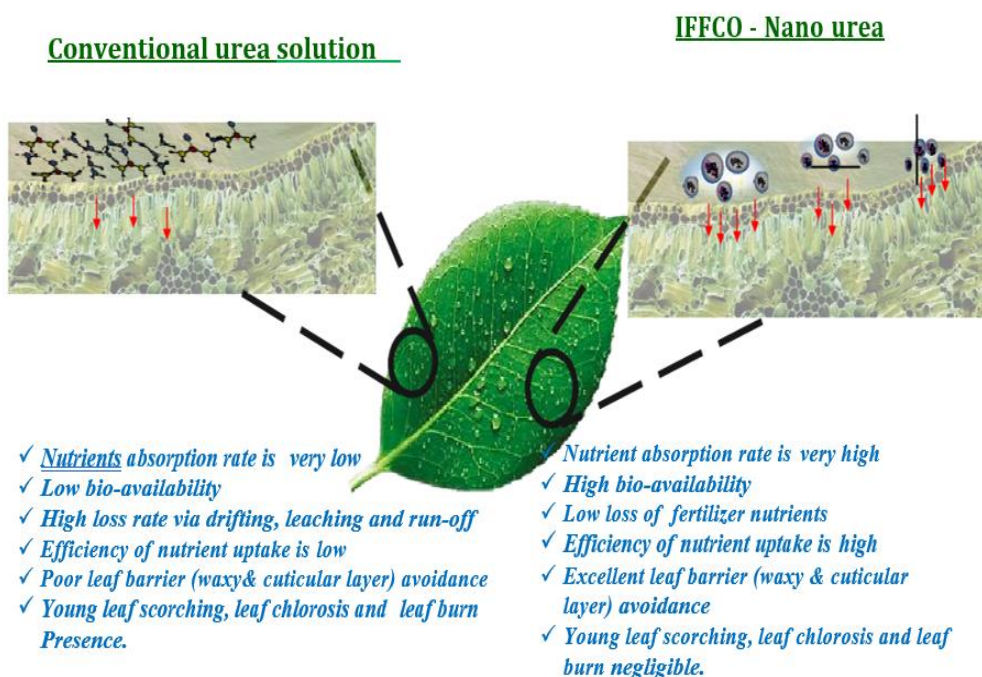 Conventional urea solution
IFFCO - Nano urea
✓ Nutrients absorption rate is very low
✓ Low bio-availability
✓ High loss rate via drifting, leaching and run-off
✓ Efficiency of nutrient uptake is low
✓ Poor leaf barrier (waxy& cuticular layer) avoidance
✓ Young leaf scorching, leaf chlorosis and leaf burn
Presence.
✓ Nutrient absorption rate is very high
✓ High bio-availability
✓ Low loss of fertilizer nutrients
✓ Efficiency of nutrient uptake is high
✓ Excellent leaf barrier (waxy & cuticular
layer) avoidance
✓ Young leaf scorching, leaf chlorosis and leaf
burn negligible.